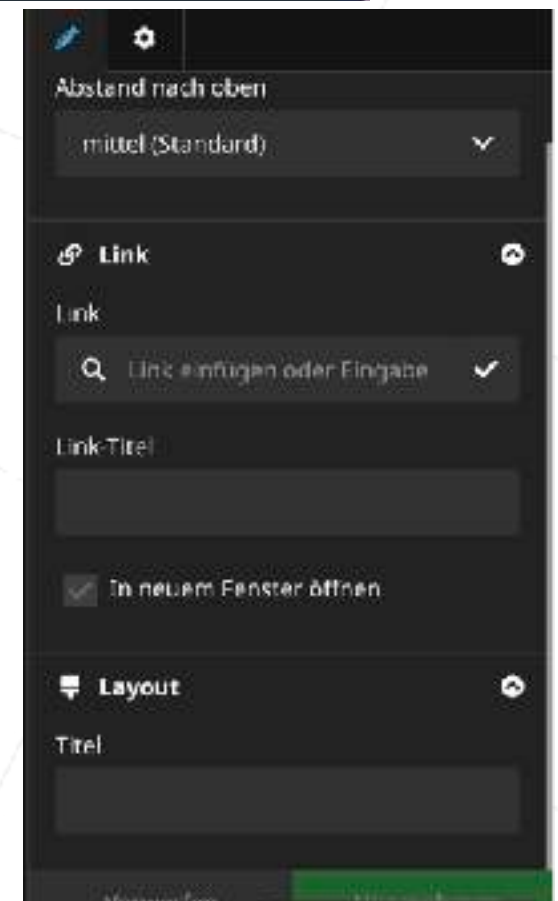 Abstand nach oben
mittel (Standard)
Link
Link
Link einfügen oder Eingabe
Link-Titel
In neuem Fenster öffnen
Layout
Titel